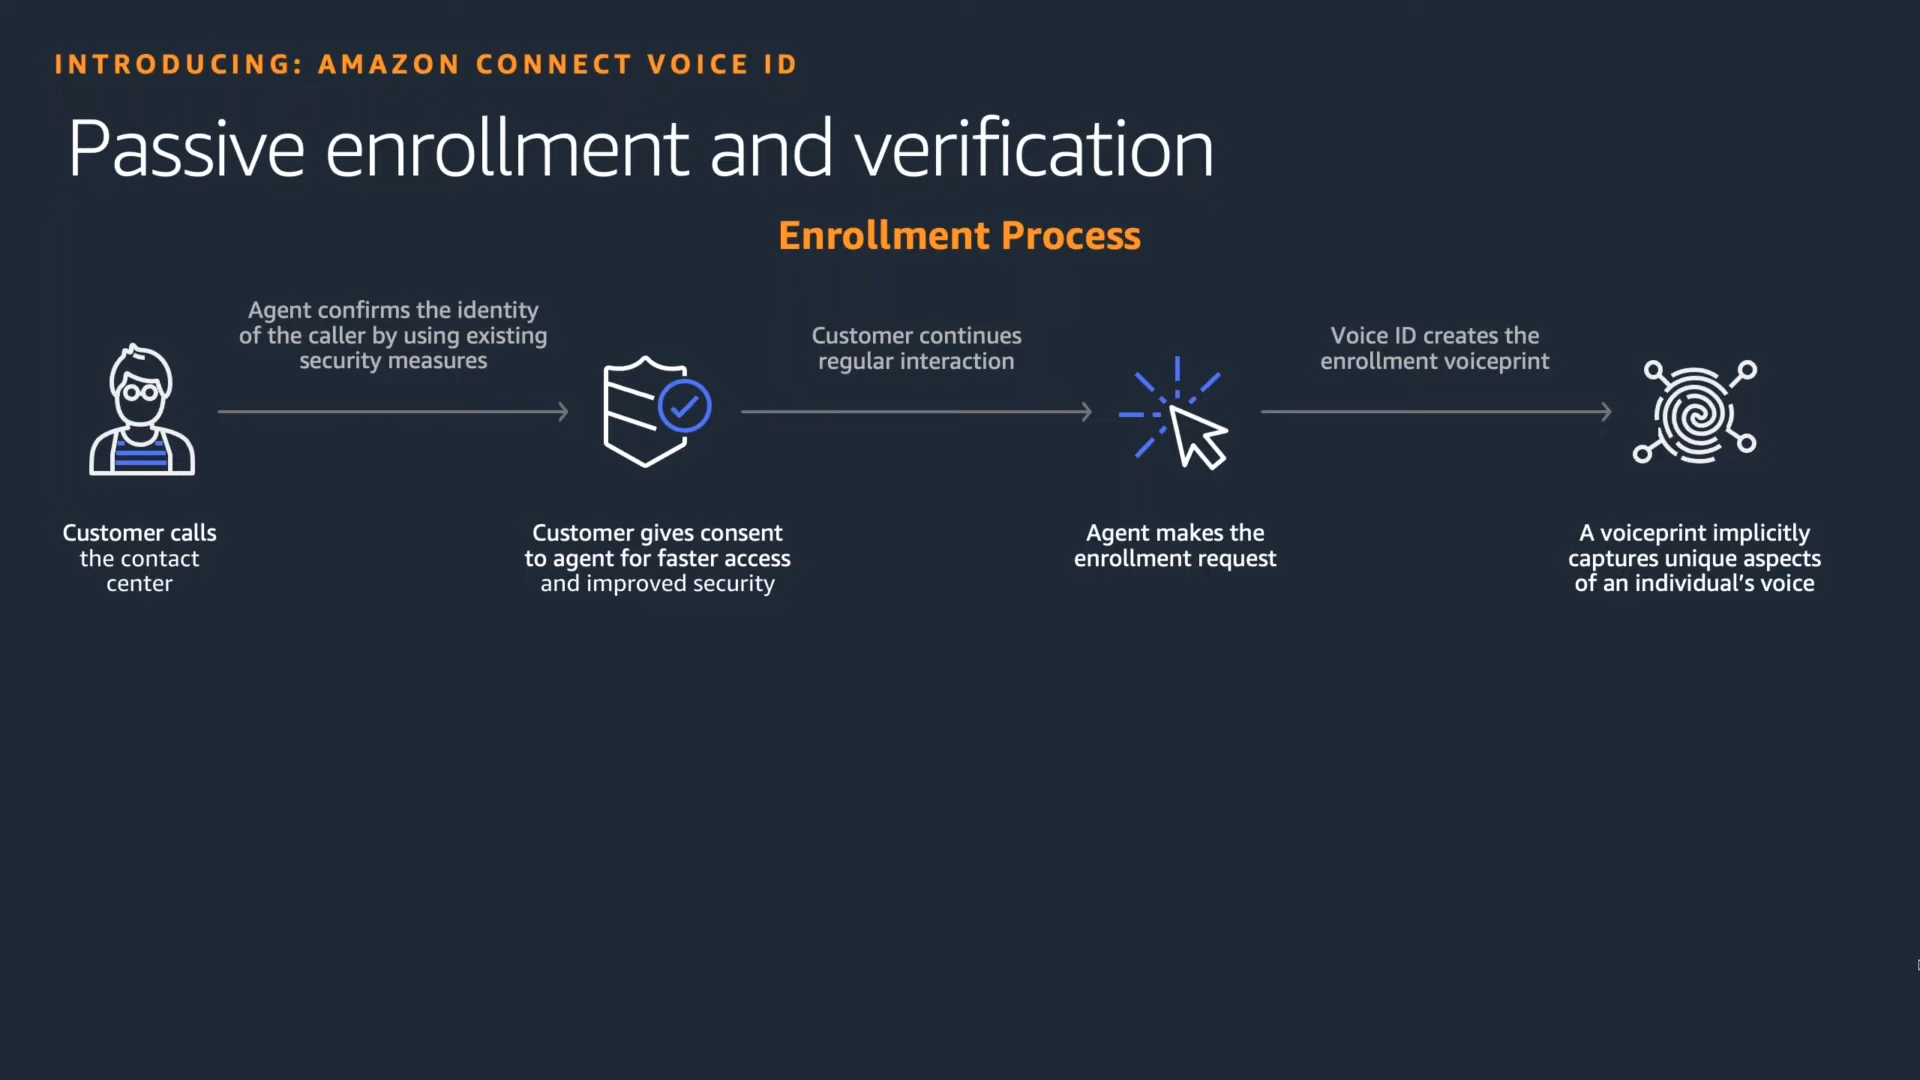 INTRODUCING: AMAZON CONNECT VOICE ID
Passive enrollment and verification
Enrollment Process
Agent confirms the identity
of the caller by using existing
security measures
Customer continues
regular interaction
Voice ID creates the
enrollment voiceprint
Customer calls
the contact
center
Customer gives consent
to agent for faster access
and improved security
Agent makes the
enrollment request
A voiceprint implicitly
captures unique aspects
of an individual’s voice